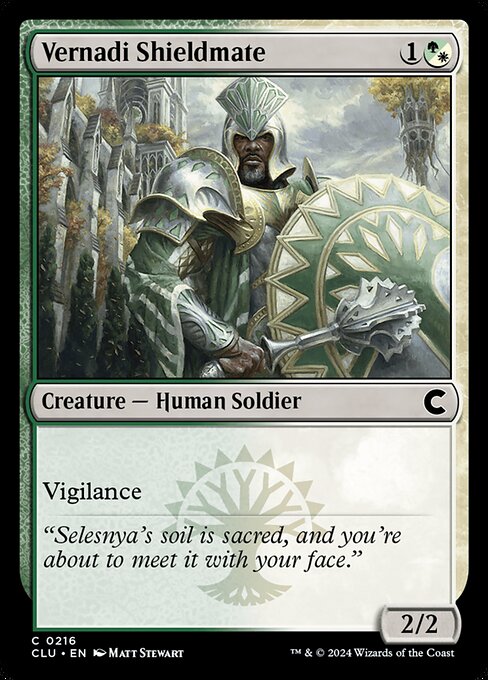 Vernadi Shieldmate 1
Creature — Human Soldier
Vigilance
“Selesnya’s soil is sacred, and you’re
about to meet it with your face.”
2/2
C 0216
CLU • EN Matt Stewart
™ & © 2024 Wizards of the Coast